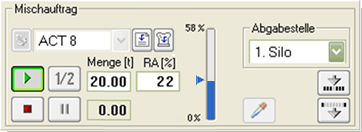 Mischauftrag
ACT 8
58 %
Abgabestelle
1. Silo
Menge [t] RA [%]
1/2 20.00 22
0.00
0 %